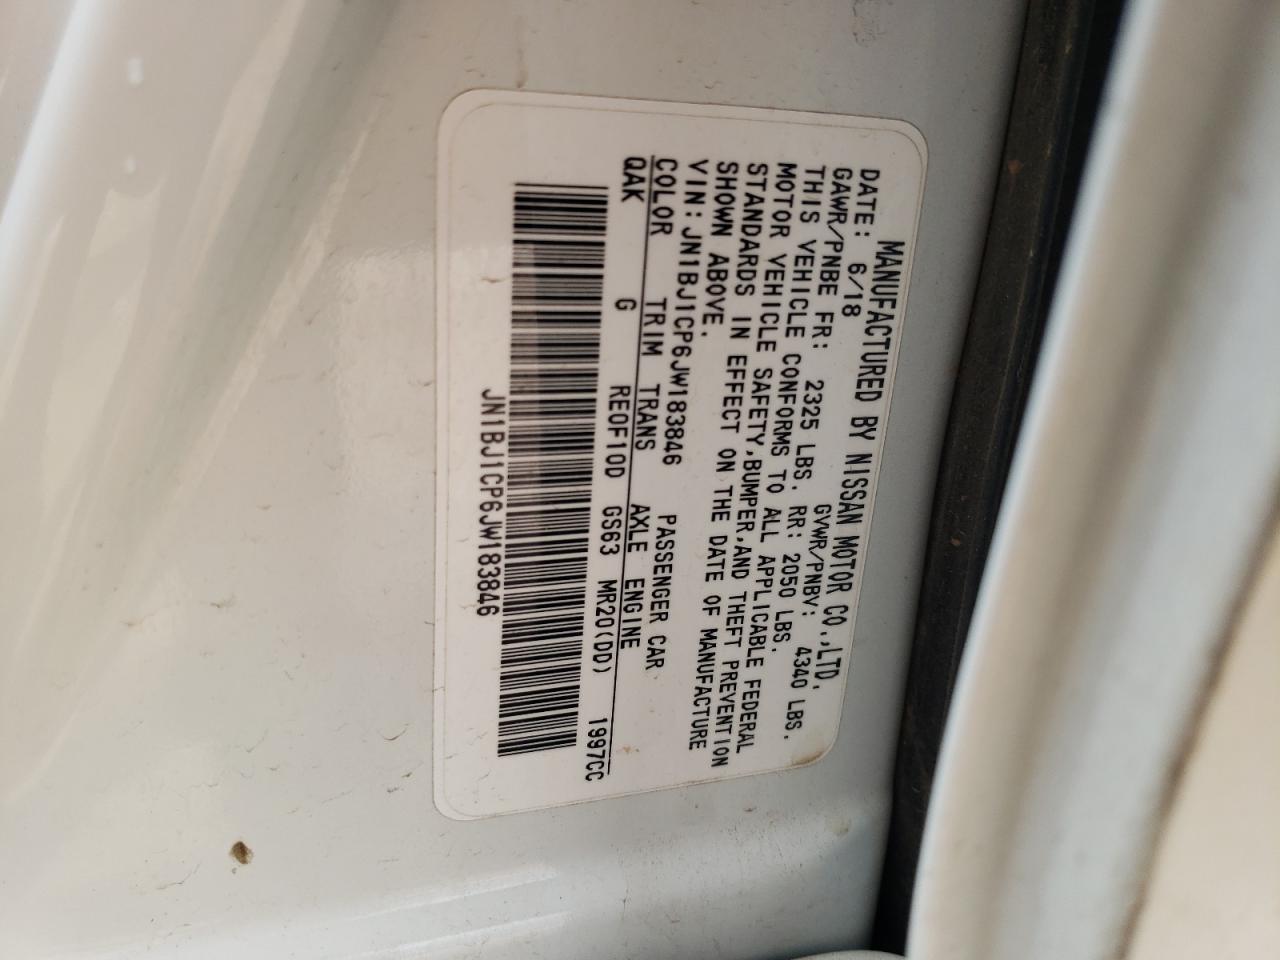 MANUFACTURED BY NISSAN MOTOR CO.,LTD.
DATE: 6/18 GVWR/PNBV: 4340 LBS.
GAWR/PNBE FR: 2325 LBS. RR: 2050 LBS.
THIS VEHICLE CONFORMS TO ALL APPLICABLE FEDERAL
MOTOR VEHICLE SAFETY,BUMPER,AND THEFT PREVENTION
STANDARDS IN EFFECT ON THE DATE OF MANUFACTURE
SHOWN ABOVE.
VIN:JN1BJ1CP6JW183846 PASSENGER CAR
COLOR TRIM TRANS AXLE ENGINE
QAK G RE0F10D GS63 MR20(DD) 1997CC
JN1BJ1CP6JW183846